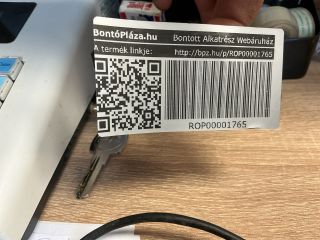 BontóPláza.hu Bontott Alkatrész Webáruház
A termék linkje: http://bpz.hu/p/ROP00001765
ROP00001765